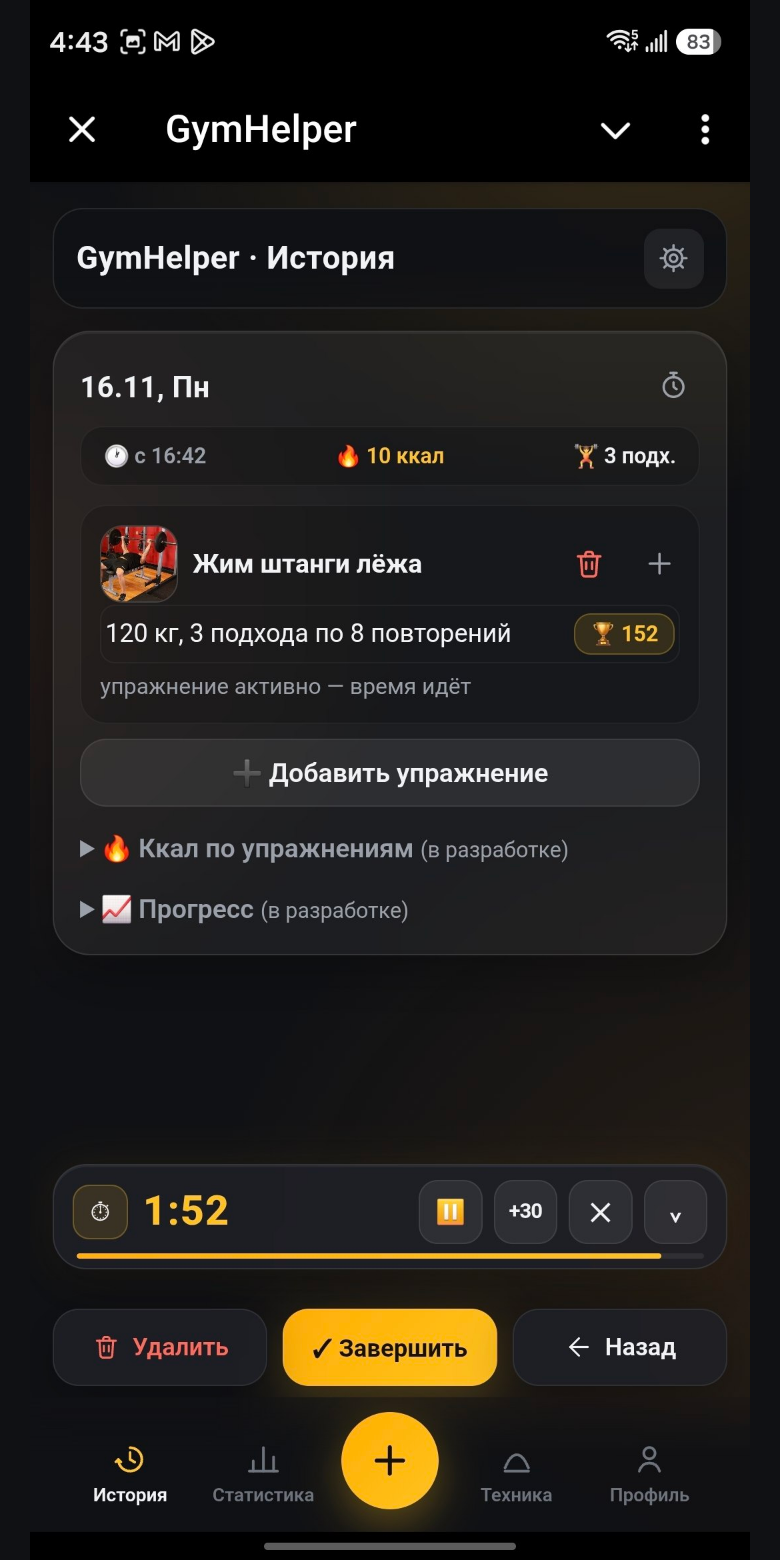 4:43 83
GymHelper
GymHelper · История
16.11, Пн
с 16:42 10 ккал 3 подх.
Жим штанги лёжа
120 кг, 3 подхода по 8 повторений 152
упражнение активно — время идёт
Добавить упражнение
Ккал по упражнениям (в разработке)
Прогресс (в разработке)
1:52 +30
Удалить ✓ Завершить Назад
История Статистика Техника Профиль